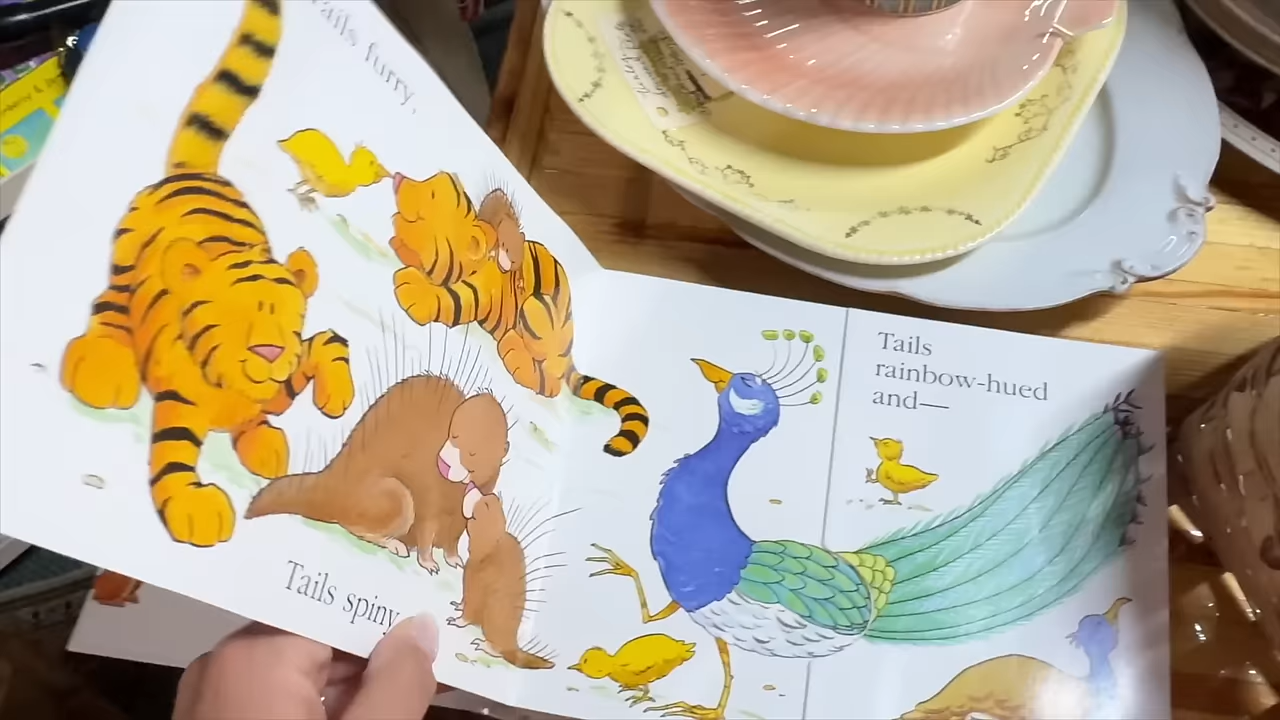 Tails furry,
Tails spiny
Tails
rainbow-hued
and—